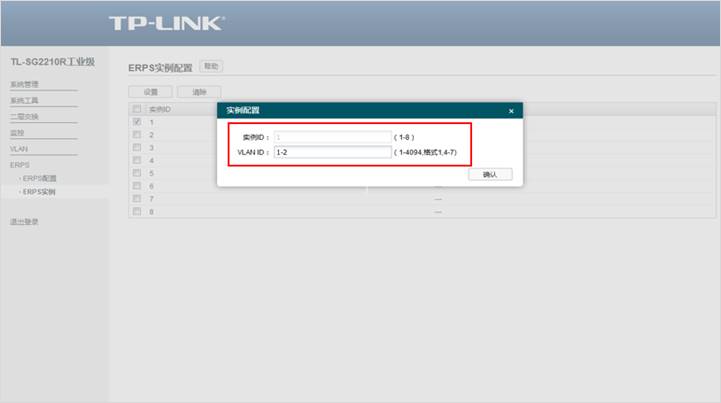 TP-LINK
TL-SG2210R工业级
系统管理
系统工具
二层交换
监控
VLAN
ERPS
ERPS配置
ERPS实例
退出登录
ERPS实例配置 帮助
设置 清除
实例ID
1
2
3
4
5
6 ---
7 ---
8 ---
实例配置 ×
实例ID： 1 （1-8）
VLAN ID： 1-2 （1-4094,格式1,4-7）
确认